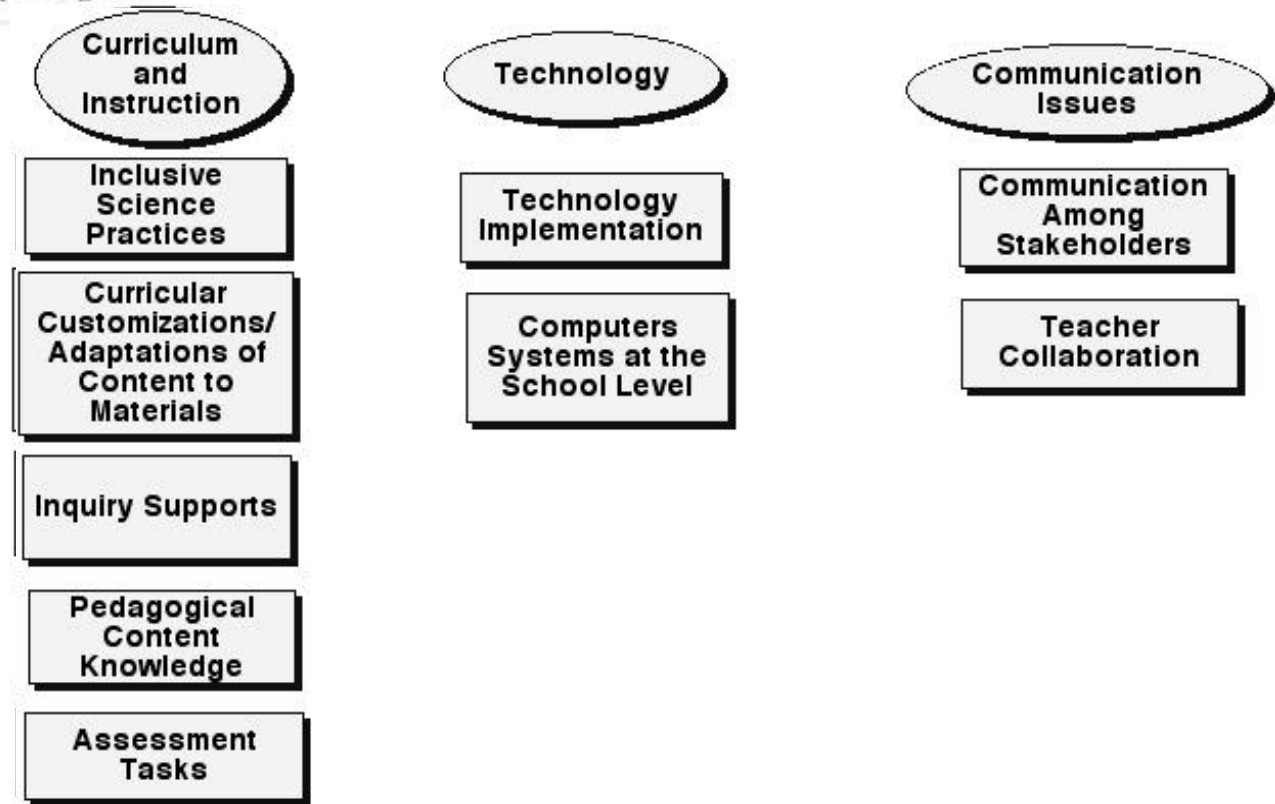 Curriculum
and
Instruction
Inclusive
Science
Practices
Curricular
Customizations/
Adaptations of
Content to
Materials
Inquiry Supports
Pedagogical
Content
Knowledge
Assessment
Tasks
Technology
Technology
Implementation
Computers
Systems at the
School Level
Communication
Issues
Communication
Among
Stakeholders
Teacher
Collaboration